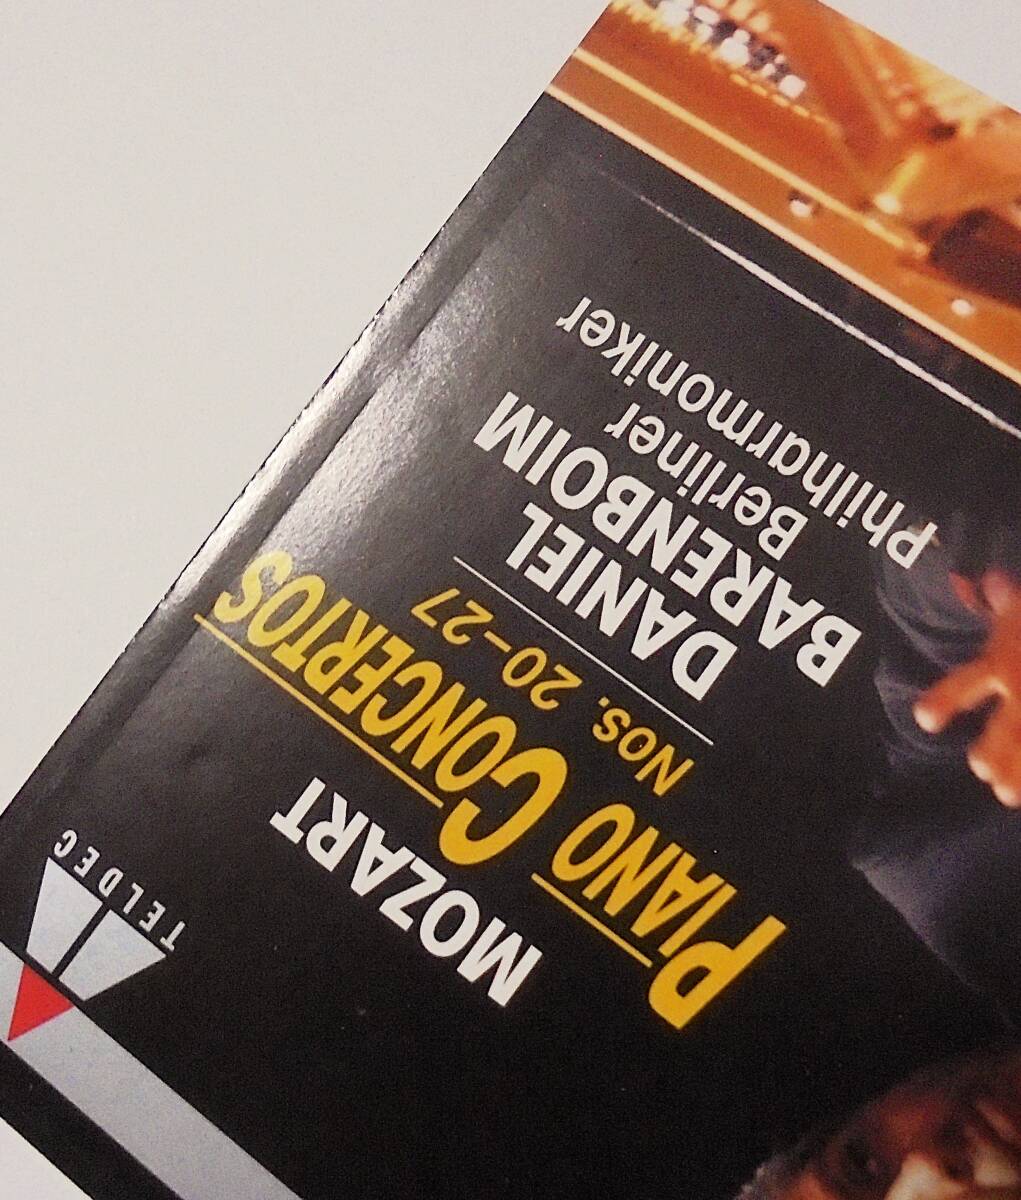 TELDEC
MOZART
PIANO CONCERTOS
Nos. 20-27
DANIEL
BARENBOIM
Berliner
Philharmoniker